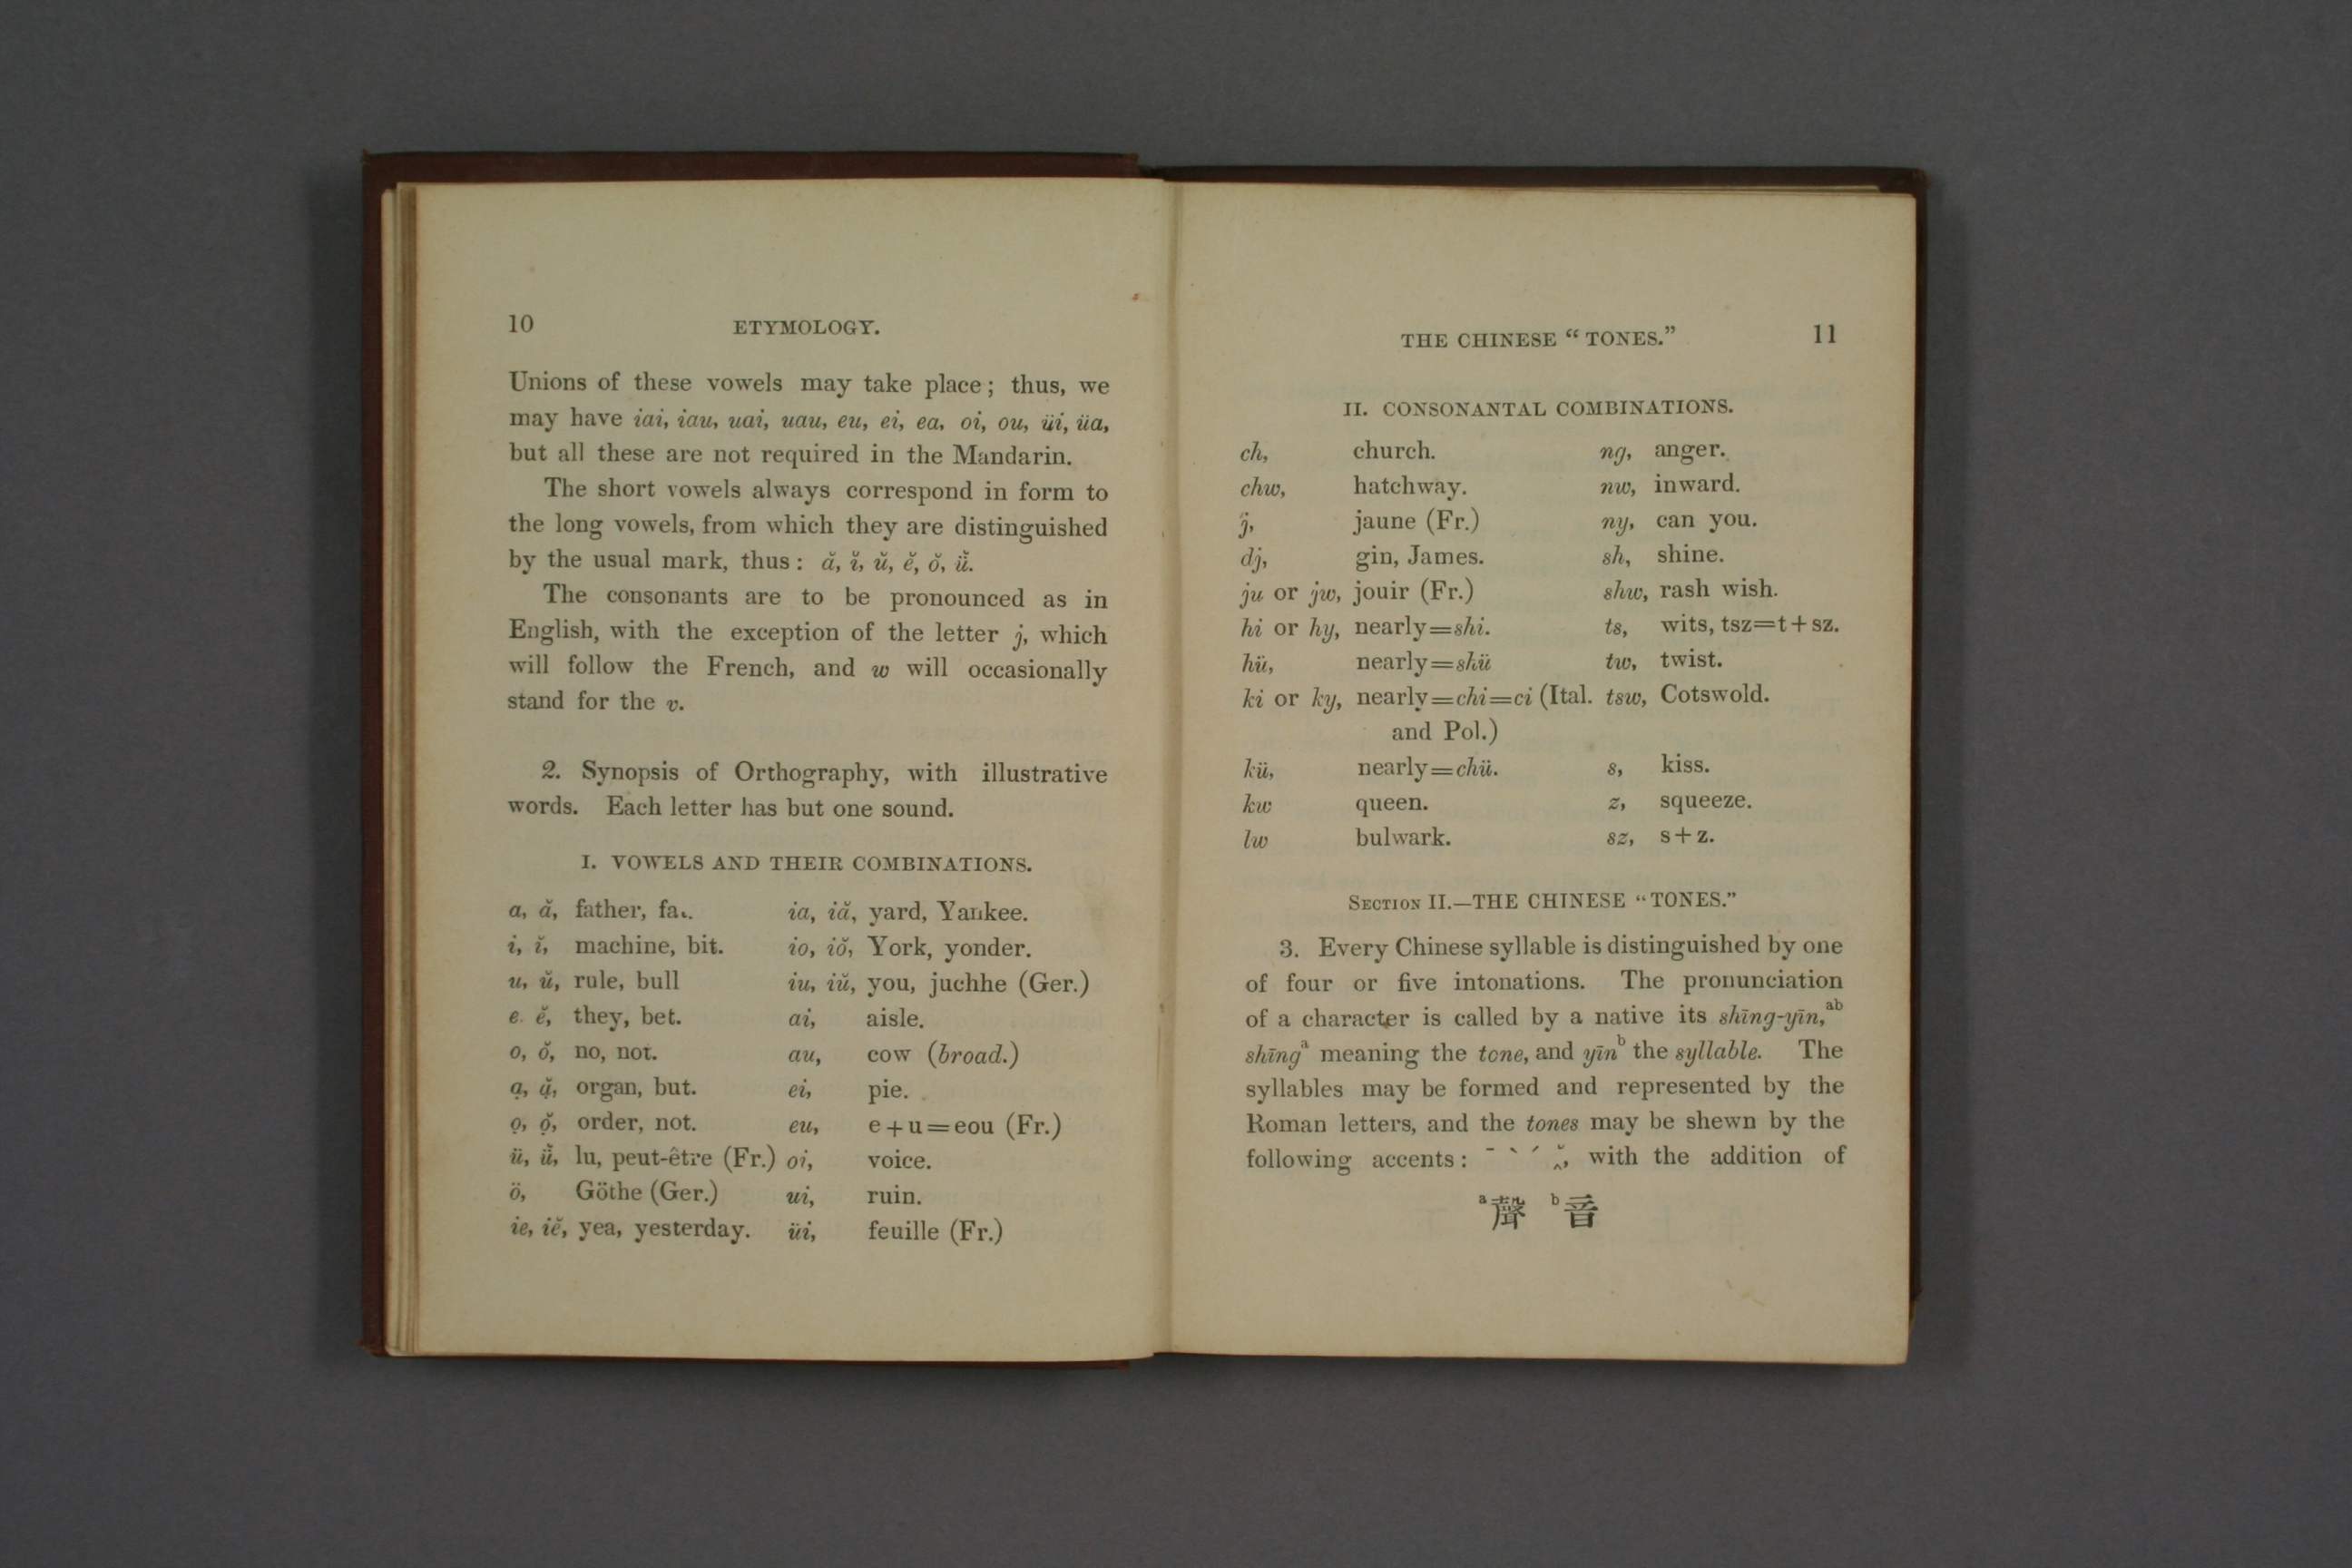 10 ETYMOLOGY.
Unions of these vowels may take place; thus, we
may have iai, iau, uai, uau, eu, ei, ea, oi, ou, üi, üa,
but all these are not required in the Mandarin.
The short vowels always correspond in form to
the long vowels, from which they are distinguished
by the usual mark, thus: ă, ĭ, ŭ, ĕ, ŏ, ü̆.
The consonants are to be pronounced as in
English, with the exception of the letter j, which
will follow the French, and w will occasionally
stand for the v.
2. Synopsis of Orthography, with illustrative
words. Each letter has but one sound.
I. VOWELS AND THEIR COMBINATIONS.
a, ă, father, ia, iă, yard, Yankee.
i, ĭ, machine, bit. io, iŏ, York, yonder.
u, ŭ, rule, bull iu, iŭ, you, juchhe (Ger.)
e ĕ, they, bet. ai, aisle.
o, ŏ, no, not. au, cow (broad.)
ạ, ặ, organ, but. ei, pie.
ọ, ọ̆, order, not. eu, e+u=eou (Fr.)
ü, ü̆, lu, peut-être (Fr.) oi, voice.
ö, Göthe (Ger.) ui, ruin.
ie, iĕ, yea, yesterday. üi, feuille (Fr.)
THE CHINESE "TONES." 11
II. CONSONANTAL COMBINATIONS.
ch, church. ng, anger.
chw, hatchway. nw, inward.
j, jaune (Fr.) ny, can you.
dj, gin, James. sh, shine.
ju or jw, jouir (Fr.) shw, rash wish.
hi or hy, nearly=shi. ts, wits, tsz=t+sz.
hü, nearly=shü tw, twist.
ki or ky, nearly=chi=ci (Ital. tsw, Cotswold.
and Pol.)
kü, nearly=chü. s, kiss.
kw queen. z, squeeze.
lw bulwark. sz, s+z.
SECTION II.—THE CHINESE "TONES."
3. Every Chinese syllable is distinguished by one
of four or five intonations. The pronunciation
of a character is called by a native its shīng-yīn,ab
shīnga meaning the tone, and yīnb the syllable. The
syllables may be formed and represented by the
Roman letters, and the tones may be shewn by the
following accents: ˉ ˋ ˊ ˘‸, with the addition of
a聲 b音